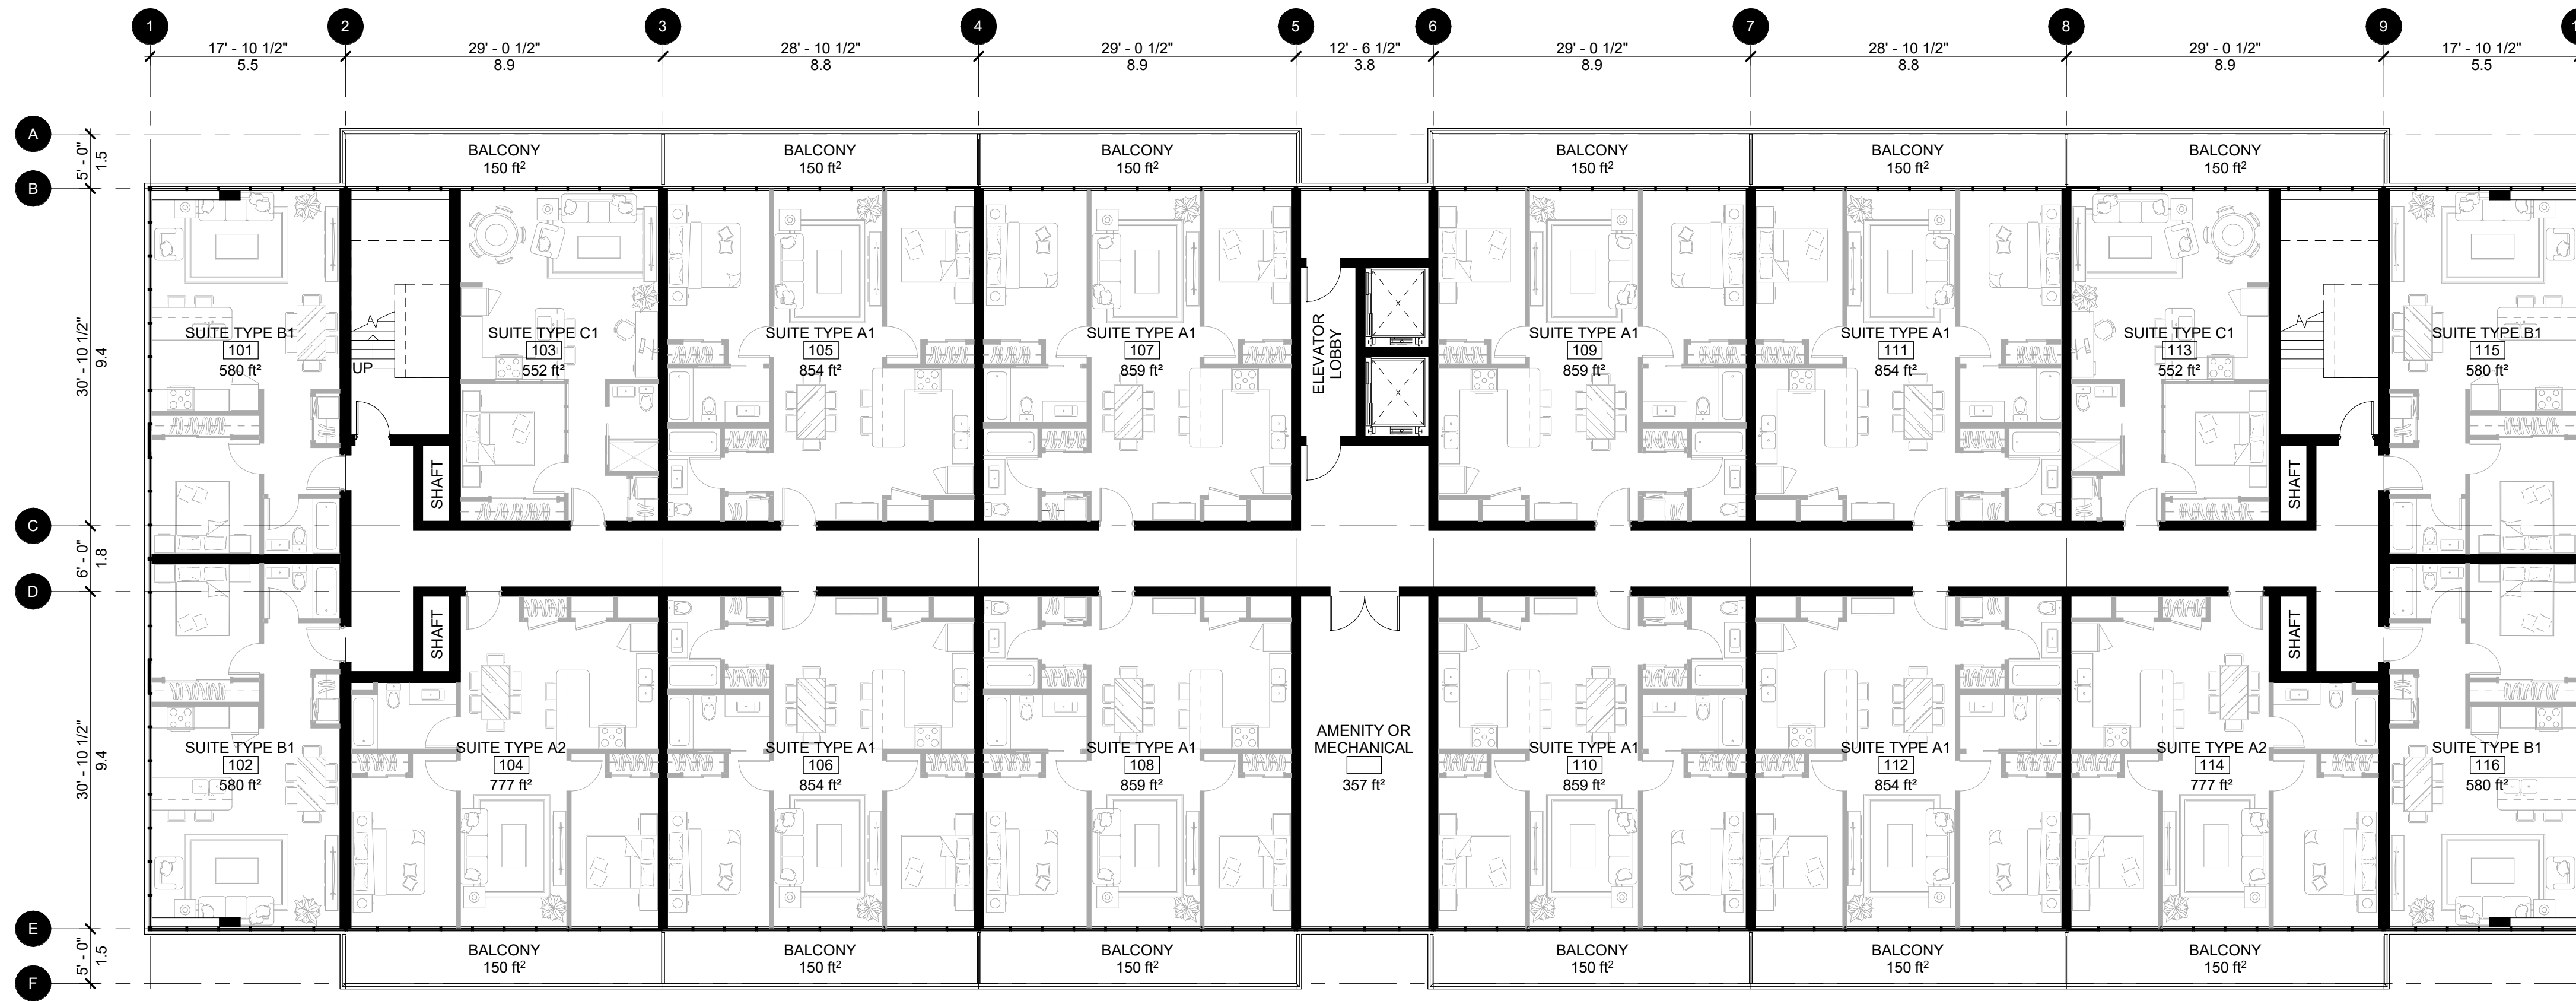 1 2 3 4 5 6 7 8 9
17' - 10 1/2" 29' - 0 1/2" 28' - 10 1/2" 29' - 0 1/2" 12' - 6 1/2" 29' - 0 1/2" 28' - 10 1/2" 29' - 0 1/2" 17' - 10 1/2"
5.5 8.9 8.8 8.9 3.8 8.9 8.8 8.9 5.5
A
5' - 0"
1.5
BALCONY BALCONY BALCONY BALCONY BALCONY BALCONY
150 ft² 150 ft² 150 ft² 150 ft² 150 ft² 150 ft²
B
30' - 10 1/2"
9.4
SUITE TYPE B1
101
580 ft²
UP
SUITE TYPE C1
103
552 ft²
SUITE TYPE A1
105
854 ft²
SUITE TYPE A1
107
859 ft²
ELEVATOR
LOBBY
SUITE TYPE A1
109
859 ft²
SUITE TYPE A1
111
854 ft²
SUITE TYPE C1
113
552 ft²
SUITE TYPE B1
115
580 ft²
SHAFT
SHAFT
C
6' - 0"
1.8
D
SHAFT
SHAFT
30' - 10 1/2"
9.4
SUITE TYPE B1
102
580 ft²
SUITE TYPE A2
104
777 ft²
SUITE TYPE A1
106
854 ft²
SUITE TYPE A1
108
859 ft²
AMENITY OR
MECHANICAL
357 ft²
SUITE TYPE A1
110
859 ft²
SUITE TYPE A1
112
854 ft²
SUITE TYPE A2
114
777 ft²
SUITE TYPE B1
116
580 ft²
E
5' - 0"
1.5
BALCONY BALCONY BALCONY BALCONY BALCONY BALCONY
150 ft² 150 ft² 150 ft² 150 ft² 150 ft² 150 ft²
F